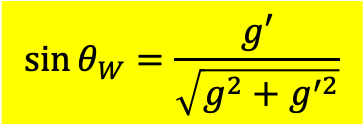 sin θ_W = g′ / √(g² + g′²)